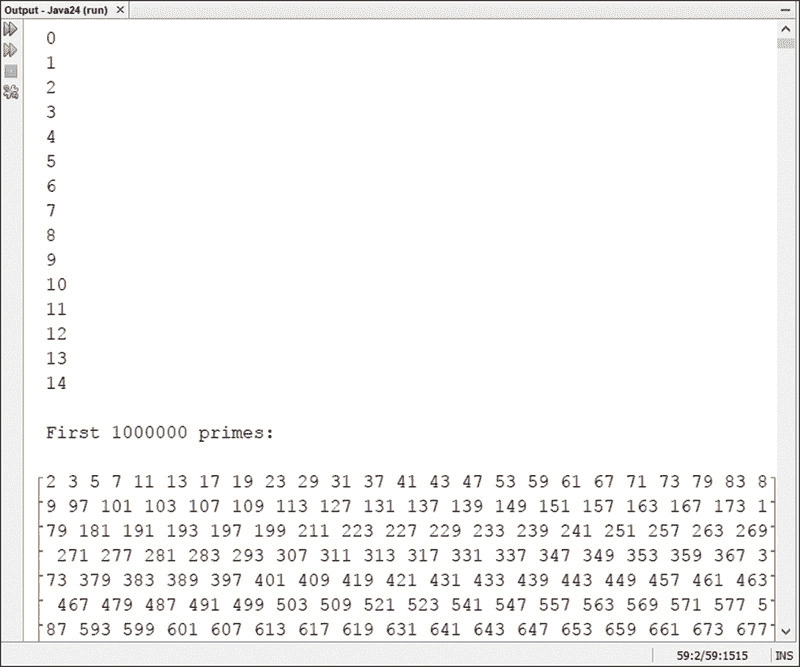 Output - Java24 (run) ×
0
1
2
3
4
5
6
7
8
9
10
11
12
13
14
First 1000000 primes:
2 3 5 7 11 13 17 19 23 29 31 37 41 43 47 53 59 61 67 71 73 79 83 8
9 97 101 103 107 109 113 127 131 137 139 149 151 157 163 167 173 1
79 181 191 193 197 199 211 223 227 229 233 239 241 251 257 263 269
271 277 281 283 293 307 311 313 317 331 337 347 349 353 359 367 3
73 379 383 389 397 401 409 419 421 431 433 439 443 449 457 461 463
467 479 487 491 499 503 509 521 523 541 547 557 563 569 571 577 5
87 593 599 601 607 613 617 619 631 641 643 647 653 659 661 673 677
59:2/59:1515 INS